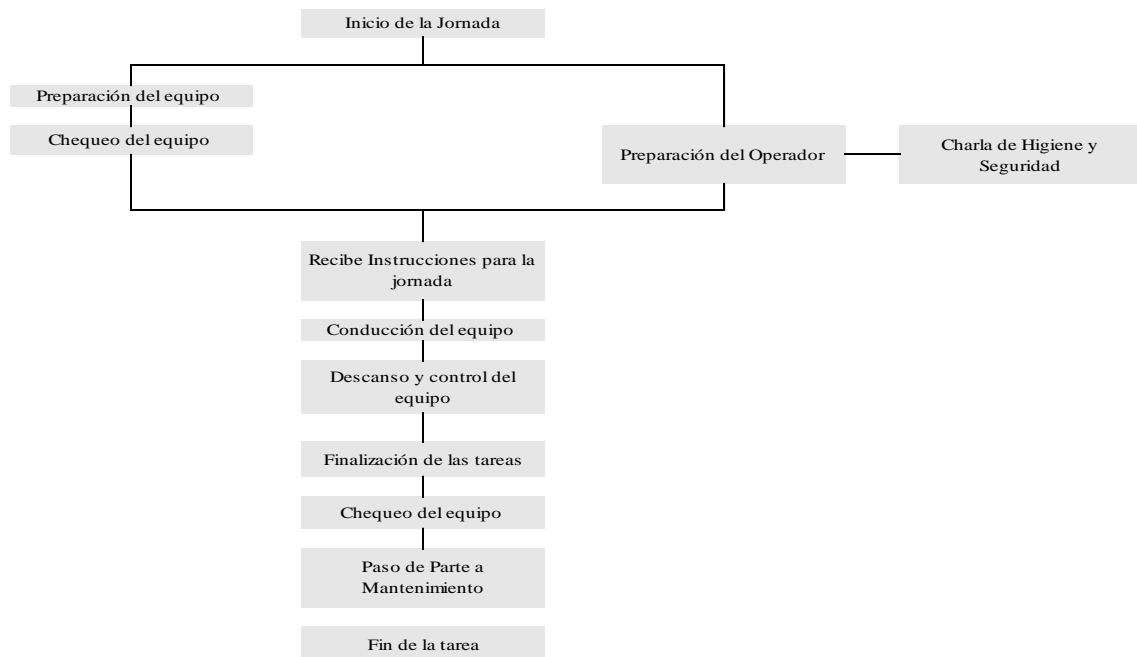 Inicio de la Jornada
Preparación del equipo
Chequeo del equipo
Preparación del Operador
Charla de Higiene y
Seguridad
Recibe Instrucciones para la
jornada
Conducción del equipo
Descanso y control del
equipo
Finalización de las tareas
Chequeo del equipo
Paso de Parte a
Mantenimiento
Fin de la tarea